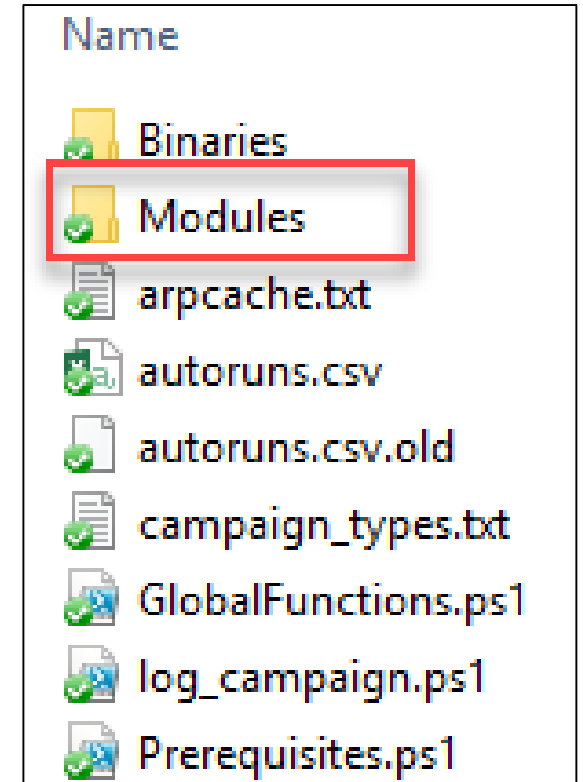 Name
Binaries
Modules
arpcache.txt
autoruns.csv
autoruns.csv.old
campaign_types.txt
GlobalFunctions.ps1
log_campaign.ps1
Prerequisites.ps1